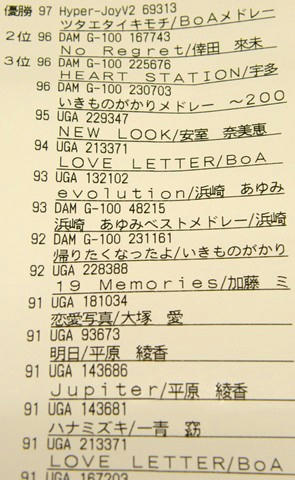 優勝 97 Hyper-JoyV2 69313
ツタエタイキモチ/BoAメドレー
2位 96 DAM G-100 167743
No Regret/倖田 來未
3位 96 DAM G-100 225676
HEART STATION/宇多
96 DAM G-100 230703
いきものがかりメドレー ~200
95 UGA 229347
NEW LOOK/安室 奈美恵
94 UGA 213371
LOVE LETTER/BoA
93 UGA 132102
evolution/浜崎 あゆみ
93 DAM G-100 48215
浜崎 あゆみベストメドレー/浜崎
92 DAM G-100 231161
帰りたくなったよ/いきものがかり
92 UGA 228388
19 Memories/加藤 ミ
91 UGA 181034
恋愛写真/大塚 愛
91 UGA 93673
明日/平原 綾香
91 UGA 143686
Jupiter/平原 綾香
91 UGA 143681
ハナミズキ/一青 窈
91 UGA 213371
LOVE LETTER/BoA
91 UGA 167203